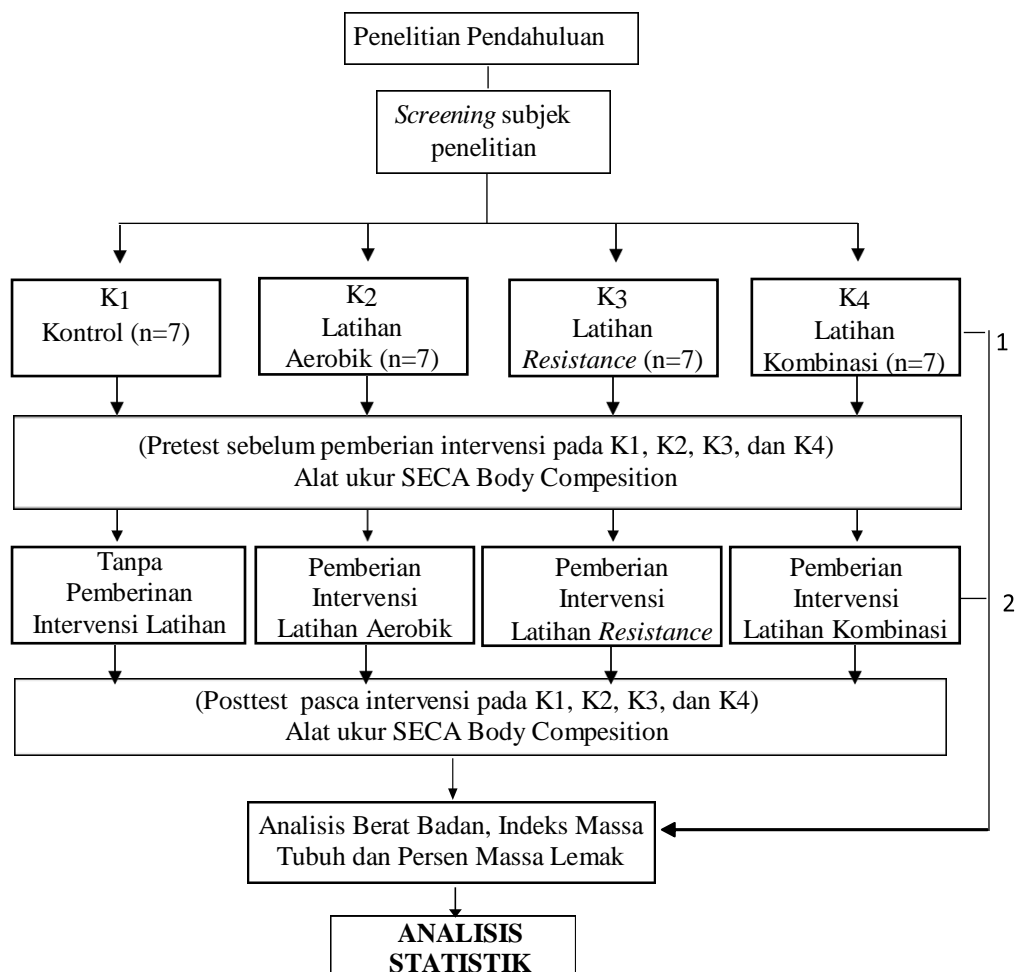 Penelitian Pendahuluan
Screening subjek
penelitian
K1
Kontrol (n=7)
K2
Latihan
Aerobik (n=7)
K3
Latihan
Resistance (n=7)
K4
Latihan
Kombinasi (n=7)
1
(Pretest sebelum pemberian intervensi pada K1, K2, K3, dan K4)
Alat ukur SECA Body Compesition
Tanpa
Pemberinan
Intervensi Latihan
Pemberian
Intervensi
Latihan Aerobik
Pemberian
Intervensi
Latihan Resistance
Pemberian
Intervensi
Latihan Kombinasi
2
(Posttest pasca intervensi pada K1, K2, K3, dan K4)
Alat ukur SECA Body Compesition
Analisis Berat Badan, Indeks Massa
Tubuh dan Persen Massa Lemak
ANALISIS
STATISTIK